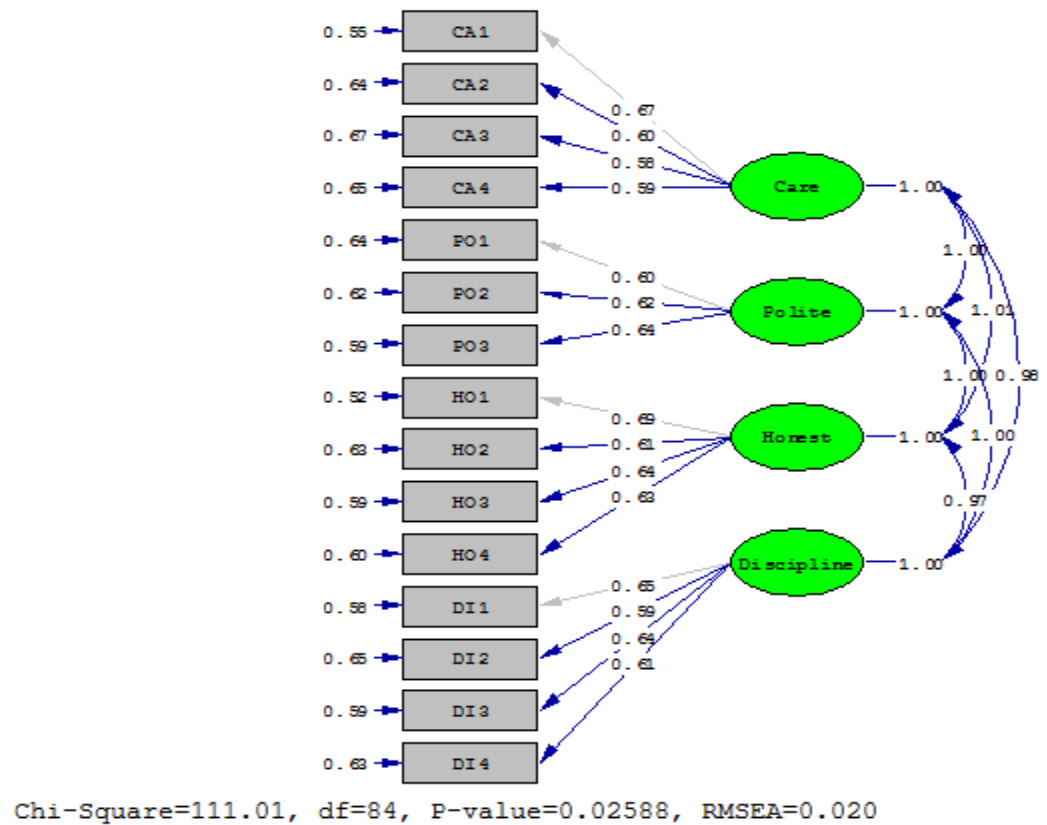 0.55 CA1
0.64 CA2
0.67
0.67 CA3
0.60
0.58
0.65 CA4
0.59
Care
1.00
0.64 PO1
1.00
0.60
0.62 PO2
0.62
Polite
1.00
1.01
0.59 PO3
0.64
1.00
0.98
0.52 HO1
0.69
0.63 HO2
0.61
Honest
1.00
1.00
0.64
0.59 HO3
0.63
0.97
0.60 HO4
Discipline
1.00
0.65
0.58 DI1
0.59
0.64
0.65 DI2
0.61
0.59 DI3
0.63 DI4
Chi-Square=111.01, df=84, P-value=0.02588, RMSEA=0.020